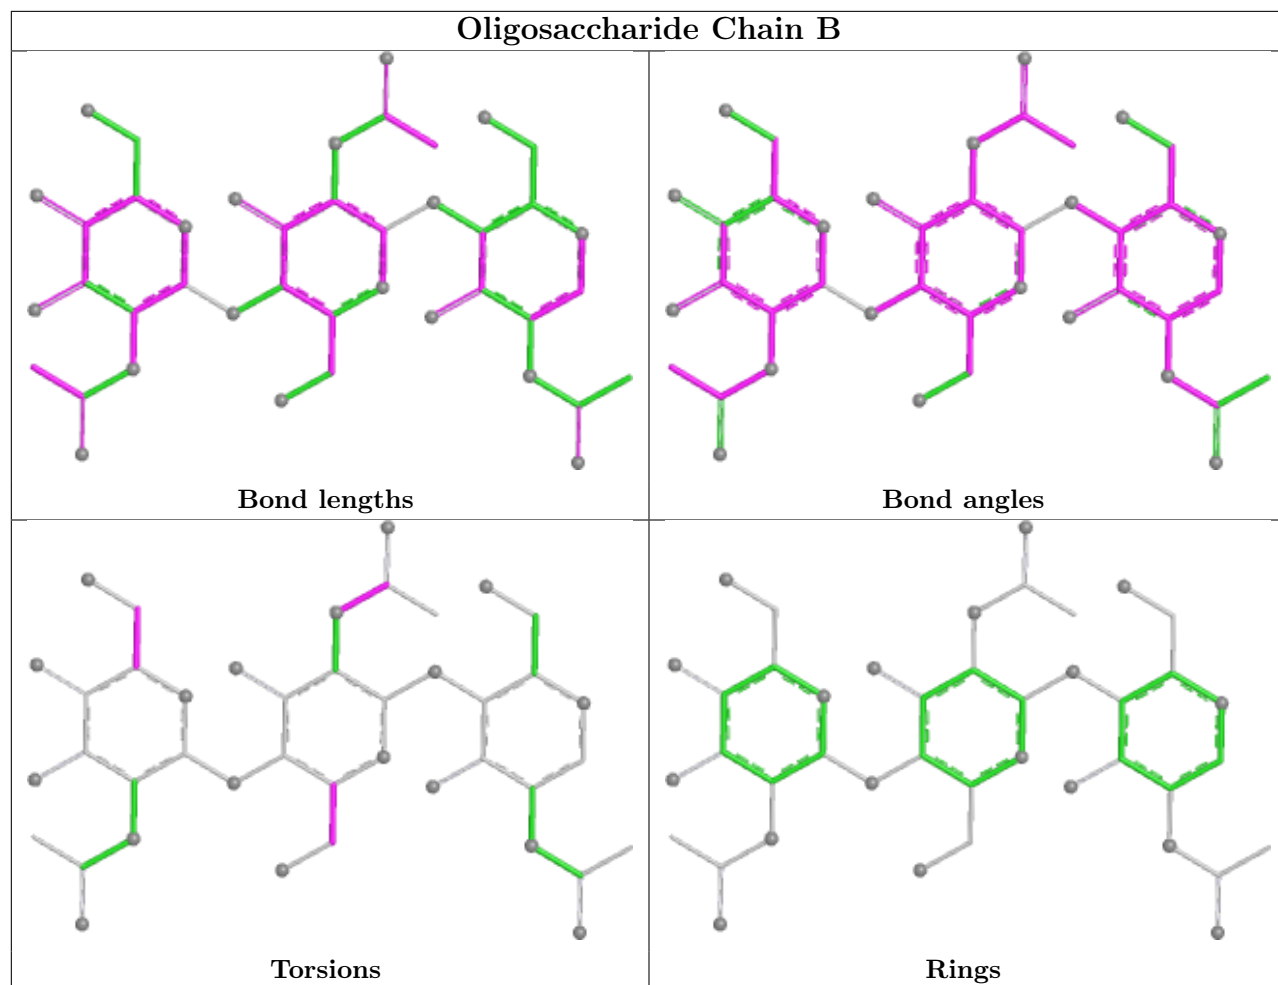 Oligosaccharide Chain B
Bond lengths
Bond angles
Torsions
Rings